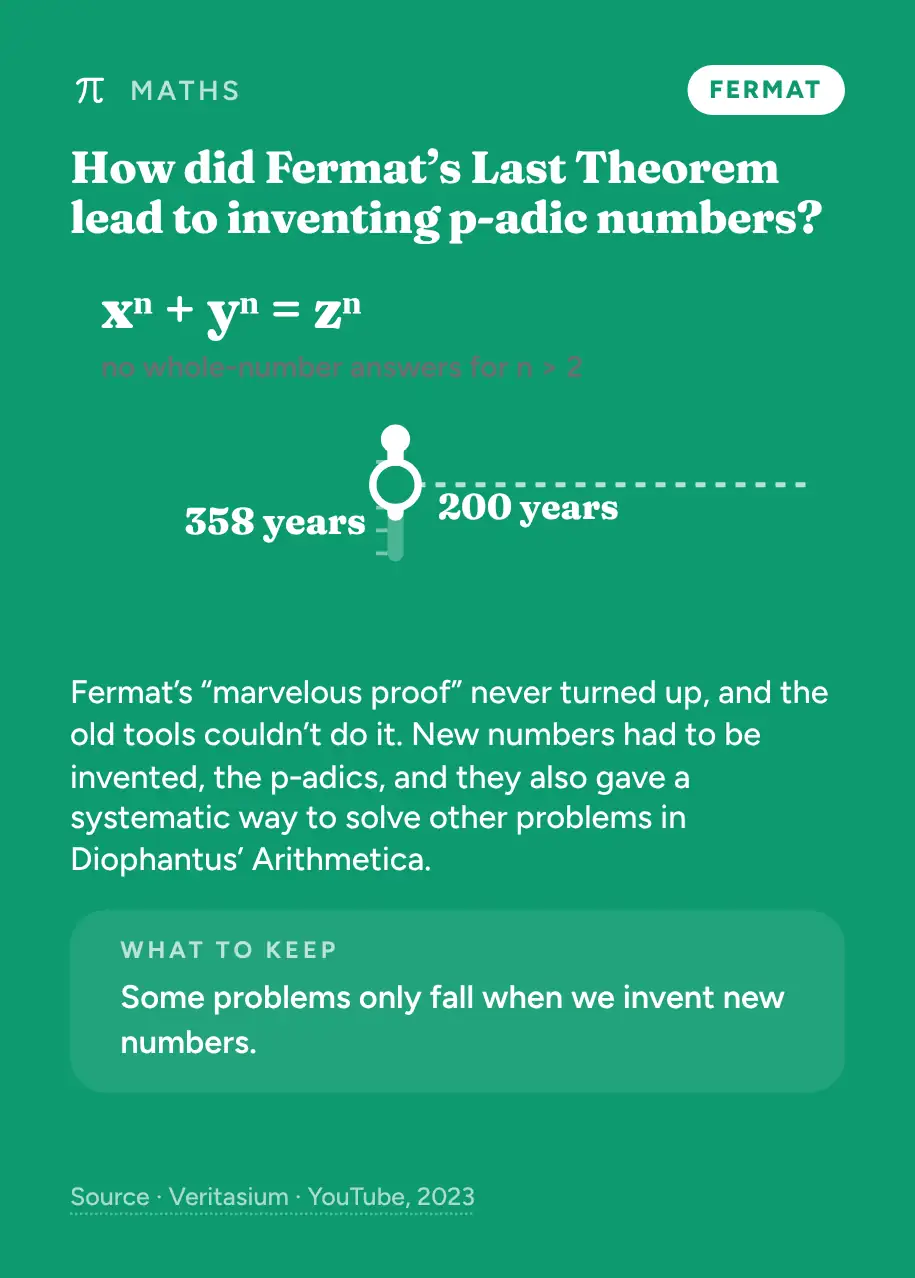 π MATHS
FERMAT
How did Fermat’s Last Theorem
lead to inventing p-adic numbers?
xⁿ + yⁿ = zⁿ
no whole-number answers for n > 2
358 years
200 years
Fermat’s “marvelous proof” never turned up, and the
old tools couldn’t do it. New numbers had to be
invented, the p-adics, and they also gave a
systematic way to solve other problems in
Diophantus’ Arithmetica.
WHAT TO KEEP
Some problems only fall when we invent new
numbers.
Source · Veritasium · YouTube, 2023